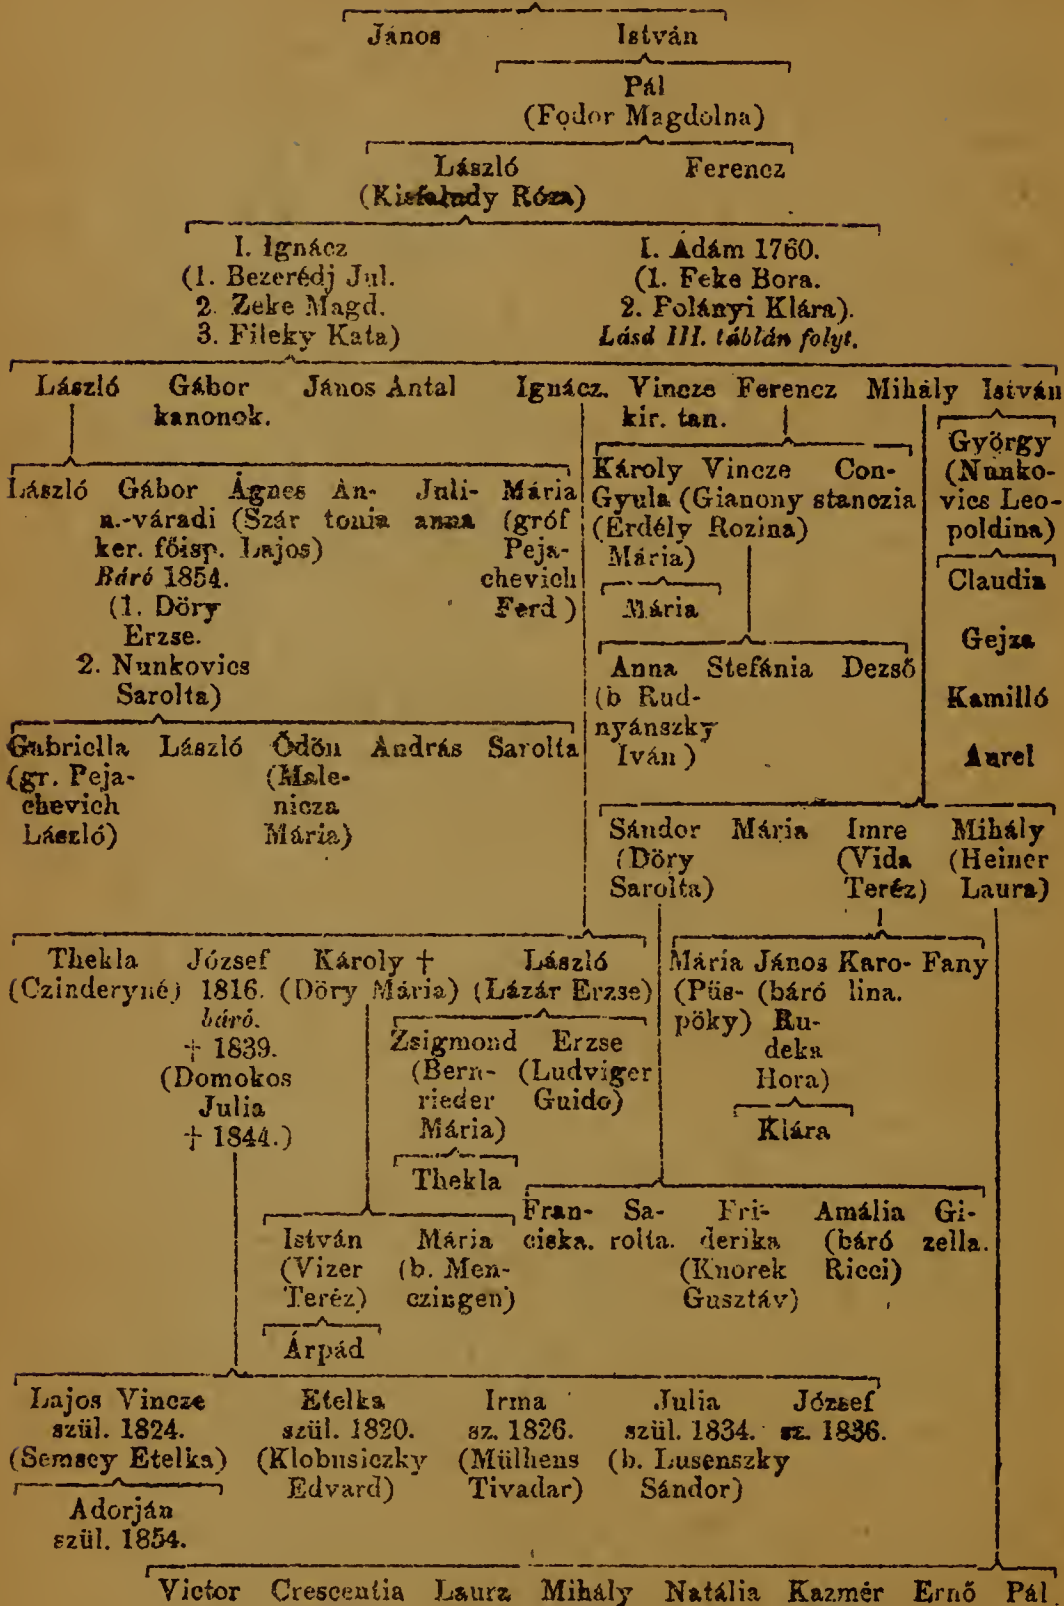 János István
Pál
(Fodor Magdolna)
László Ferencz
(Kisfaludy Róza)
I. Ignácz I. Ádám 1760.
(1. Bezerédj Jul. (1. Feke Bora.
2. Zeke Magd. 2. Polányi Klára).
3. Fileky Kata) Lásd III. táblán folyt.
László Gábor János Antal Ignácz. Vincze Ferencz Mihály István
kanonok. kir. tan.
György
Károly Vincze Con- (Nunko-
László Gábor Ágnes An- Juli- Mária Gyula (Gianony stanczia vics Leo-
n.-váradi (Szár tonia anna (gróf (Erdély Rozina) poldina)
ker. főisp. Lajos) Peja- Mária)
Báró 1854. chevich Claudia
(1. Döry Ferd) Mária
Erzse. Gejza
2. Nunkovics Anna Stefánia Dezső
Sarolta) (b Rud- Kamilló
nyánszky
Gabriella László Ödön András Sarolta Iván) Aurel
(gr. Peja- (Male-
chevich nicza
László) Mária)
Sándor Mária Imre Mihály
(Döry (Vida (Heiner
Sarolta) Teréz) Laura)
Thekla József Károly † László Mária János Karo- Fany
(Czinderyné) 1816. (Döry Mária) (Lázár Erzse) (Püs- (báró lina.
báró. pöky) Ru-
† 1839. Zsigmond Erzse deka
(Domokos (Bern- (Ludviger Hora)
Julia rieder Guido)
† 1844.) Mária) Klára
Thekla
Fran- Sa- Fri- Amália Gi-
István Mária ciska. rolta. derika (báró zella.
(Vizer (b. Men- (Knorek Ricci)
Teréz) czingen) Gusztáv)
Árpád
Lajos Vincze Etelka Irma Julia József
szül. 1824. szül. 1820. sz. 1826. szül. 1834. sz. 1836.
(Semsey Etelka) (Klobusiczky (Mülhens (b. Lusenszky
Edvard) Tivadar) Sándor)
Adorján
szül. 1854.
Victor Crescentia Laura Mihály Natália Kazmér Ernő Pál